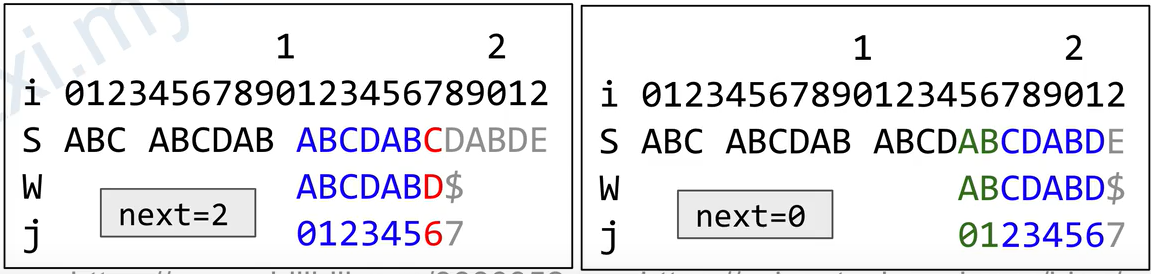 1 2
i 01234567890123456789012
S ABC ABCDAB ABCDABCDABDE
W ABCDABD$
next=2
j 01234567
1 2
i 01234567890123456789012
S ABC ABCDAB ABCDABCDABDE
W ABCDABD$
next=0
j 01234567